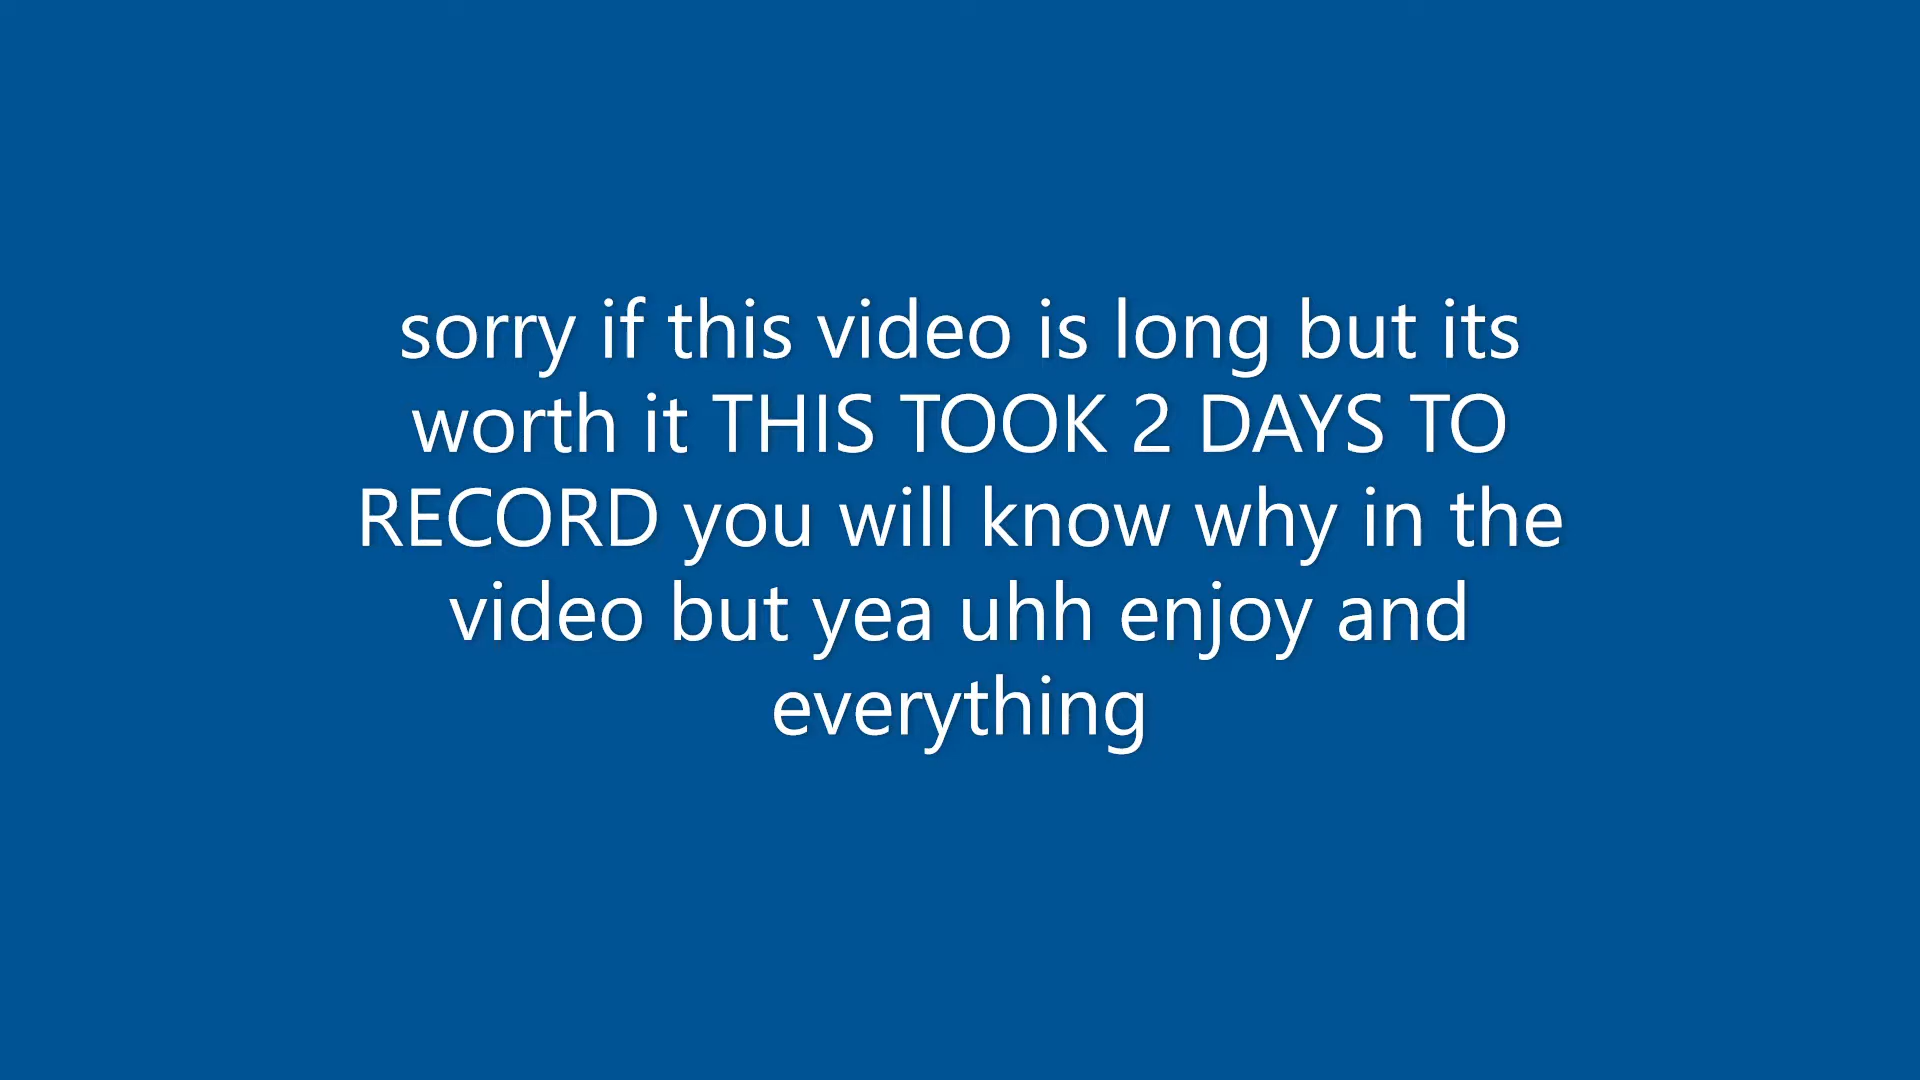 sorry if this video is long but its
worth it THIS TOOK 2 DAYS TO
RECORD you will know why in the
video but yea uhh enjoy and
everything